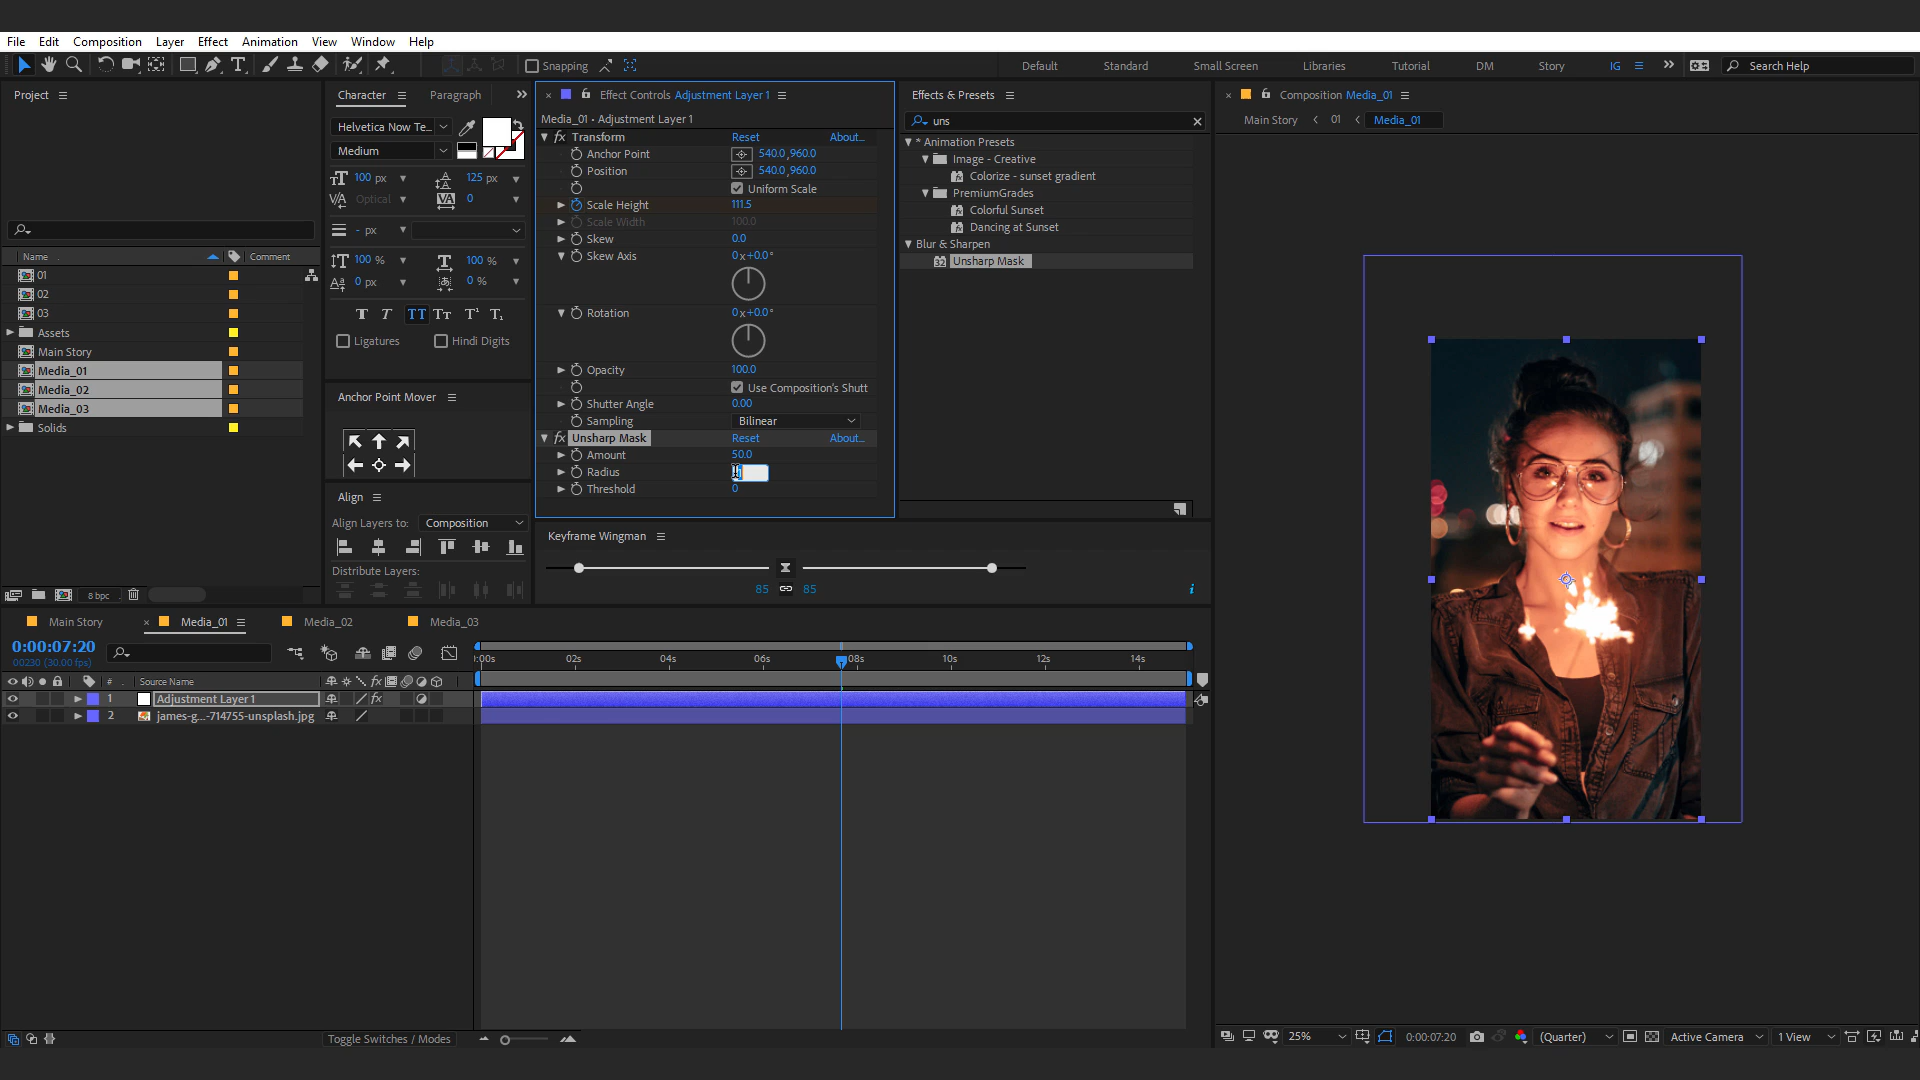 File Edit Composition Layer Effect Animation View Window Help
Snapping Default Standard Small Screen Libraries Tutorial DM Story IG Search Help
Project
Name Comment
01
02
03
Assets
Main Story
Media_01
Media_02
Media_03
Solids
8 bpc
Character Paragraph
Helvetica Now Te...
Medium
100 px 125 px
Optical 0
- px
100 % 100 %
0 px 0 %
Ligatures Hindi Digits
Anchor Point Mover
Align
Align Layers to: Composition
Distribute Layers:
Effect Controls Adjustment Layer 1
Media_01 • Adjustment Layer 1
fx Transform Reset About...
Anchor Point 540.0,960.0
Position 540.0,960.0
Uniform Scale
Scale Height 111.5
Scale Width 100.0
Skew 0.0
Skew Axis 0x+0.0°
Rotation 0x+0.0°
Opacity 100.0
Use Composition's Shutt
Shutter Angle 0.00
Sampling Bilinear
fx Unsharp Mask Reset About...
Amount 50.0
Radius
Threshold 0
Keyframe Wingman
85 85
Effects & Presets
uns
* Animation Presets
Image - Creative
Colorize - sunset gradient
PremiumGrades
Colorful Sunset
Dancing at Sunset
Blur & Sharpen
Unsharp Mask
Composition Media_01
Main Story 01 Media_01
25% 0:00:07:20 (Quarter) Active Camera 1 View
Main Story Media_01 Media_02 Media_03
0:00:07:20
00230 (30.00 fps)
:00s 02s 04s 06s 08s 10s 12s 14s
# Source Name
1 Adjustment Layer 1
2 james-g...-714755-unsplash.jpg
Toggle Switches / Modes